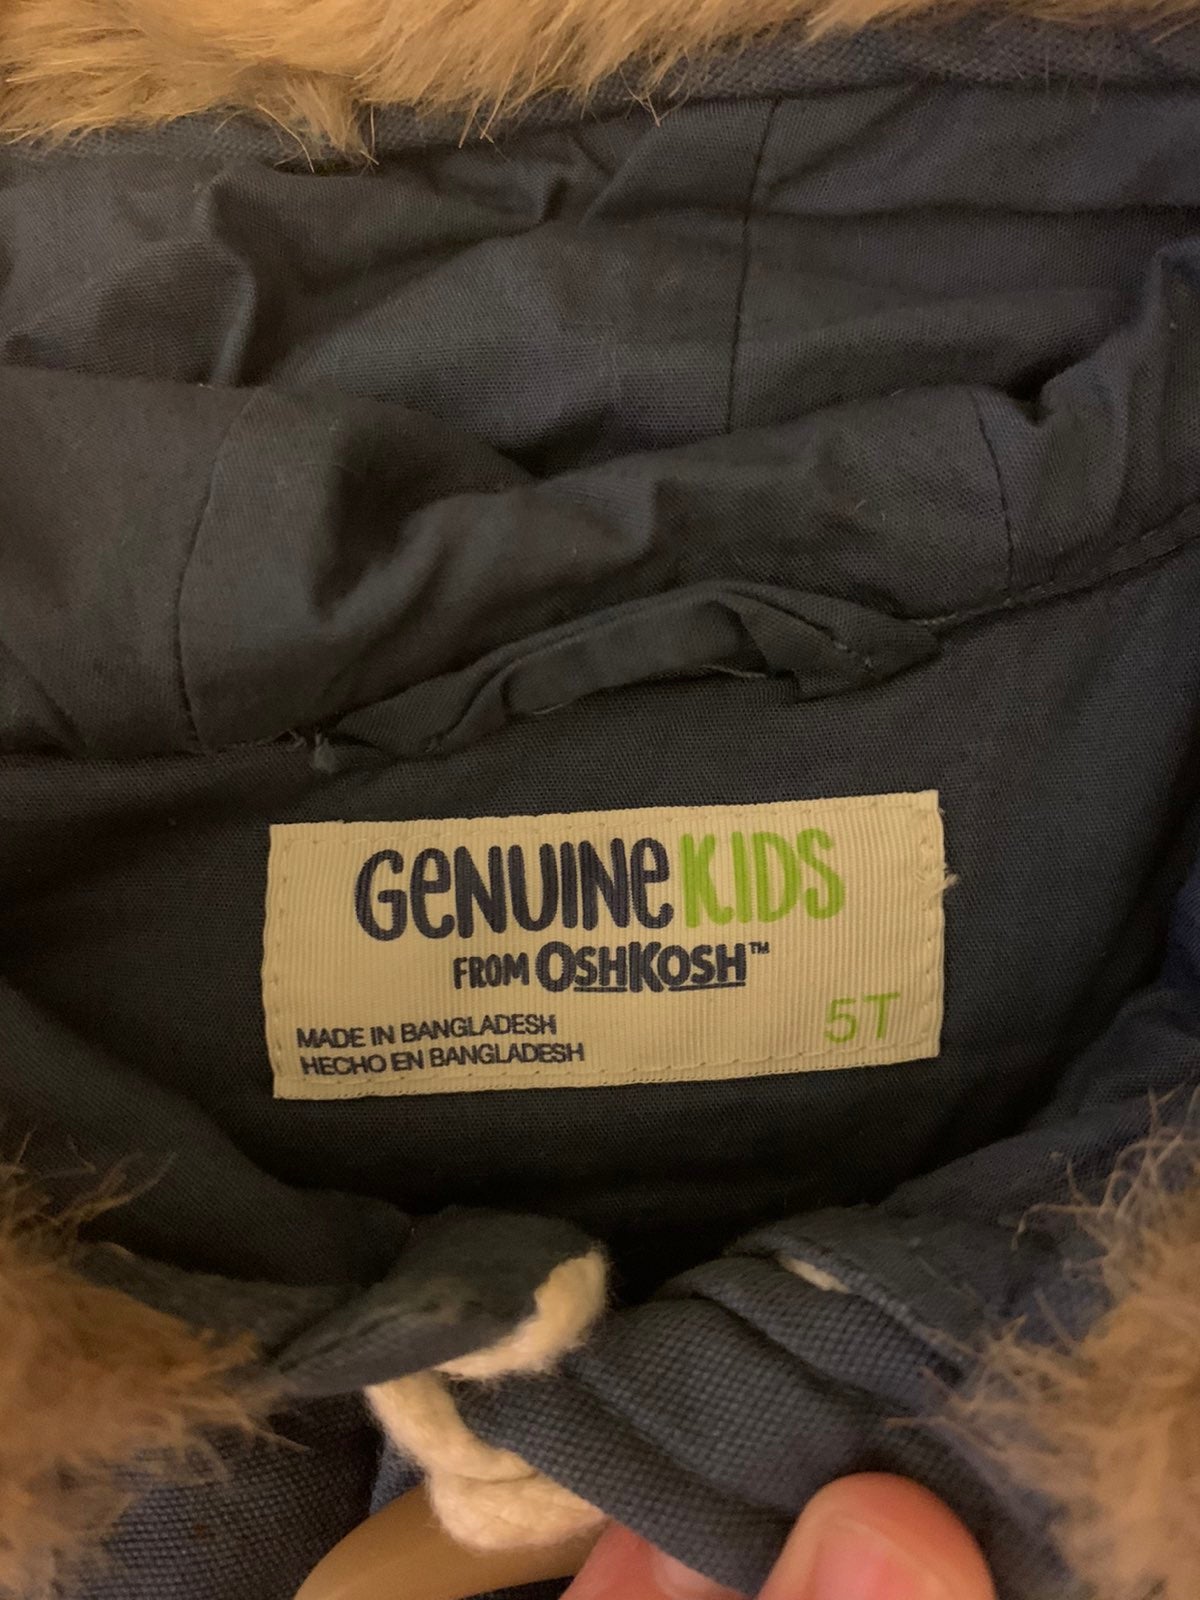 GENUINE KIDS
FROM OSHKOSH™
MADE IN BANGLADESH
HECHO EN BANGLADESH
5T